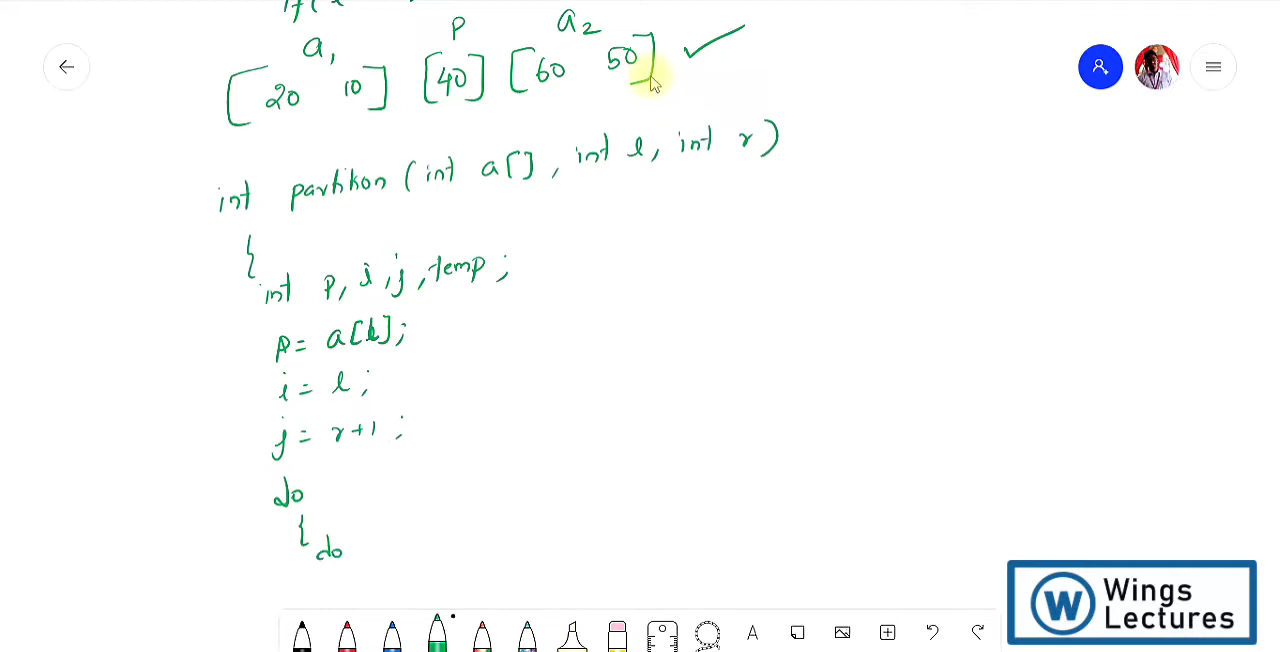 if(
a1 P a2
[ 20 10 ] [40] [ 60 50 ] ✓
int partition (int a[], int l, int r)
{
int P, i, j, temp ;
P = a[l];
i = l ;
j = r+1 ;
do
{ do
A
W Wings
Lectures